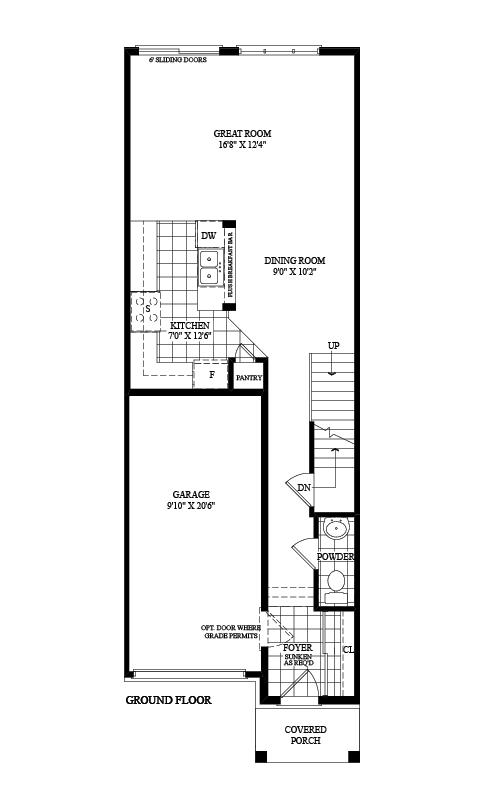 6' SLIDING DOORS
GREAT ROOM
16'8" X 12'4"
DW
FLUSH BREAKFAST BAR
DINING ROOM
9'0" X 10'2"
S
KITCHEN
7'0" X 12'6"
UP
F
PANTRY
DN
GARAGE
9'10" X 20'6"
POWDER
OPT. DOOR WHERE
GRADE PERMITS
FOYER
SUNKEN
AS REQ'D
CL
GROUND FLOOR
COVERED
PORCH